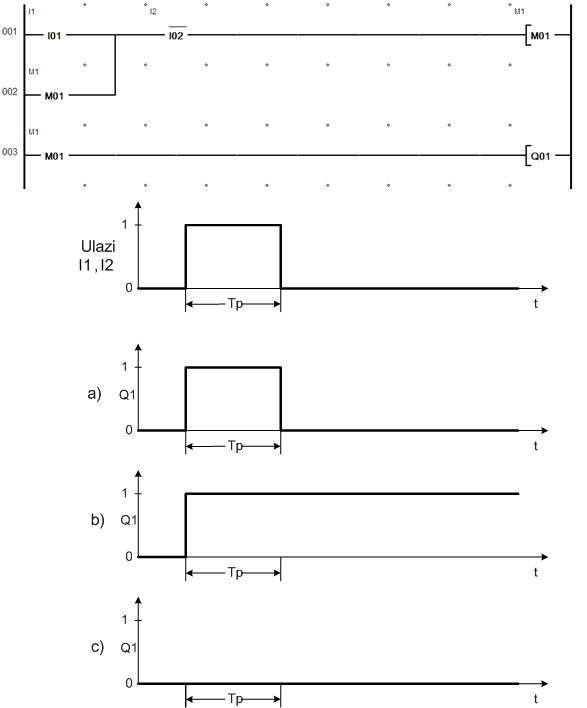 I1 I2 M1
001 I01 I02 M01
M1
002 M01
M1
003 M01 Q01
1
Ulazi
I1 , I2
0
Tp t
1
a) Q1
0
Tp t
1
b) Q1
0
Tp t
1
c) Q1
0
Tp t